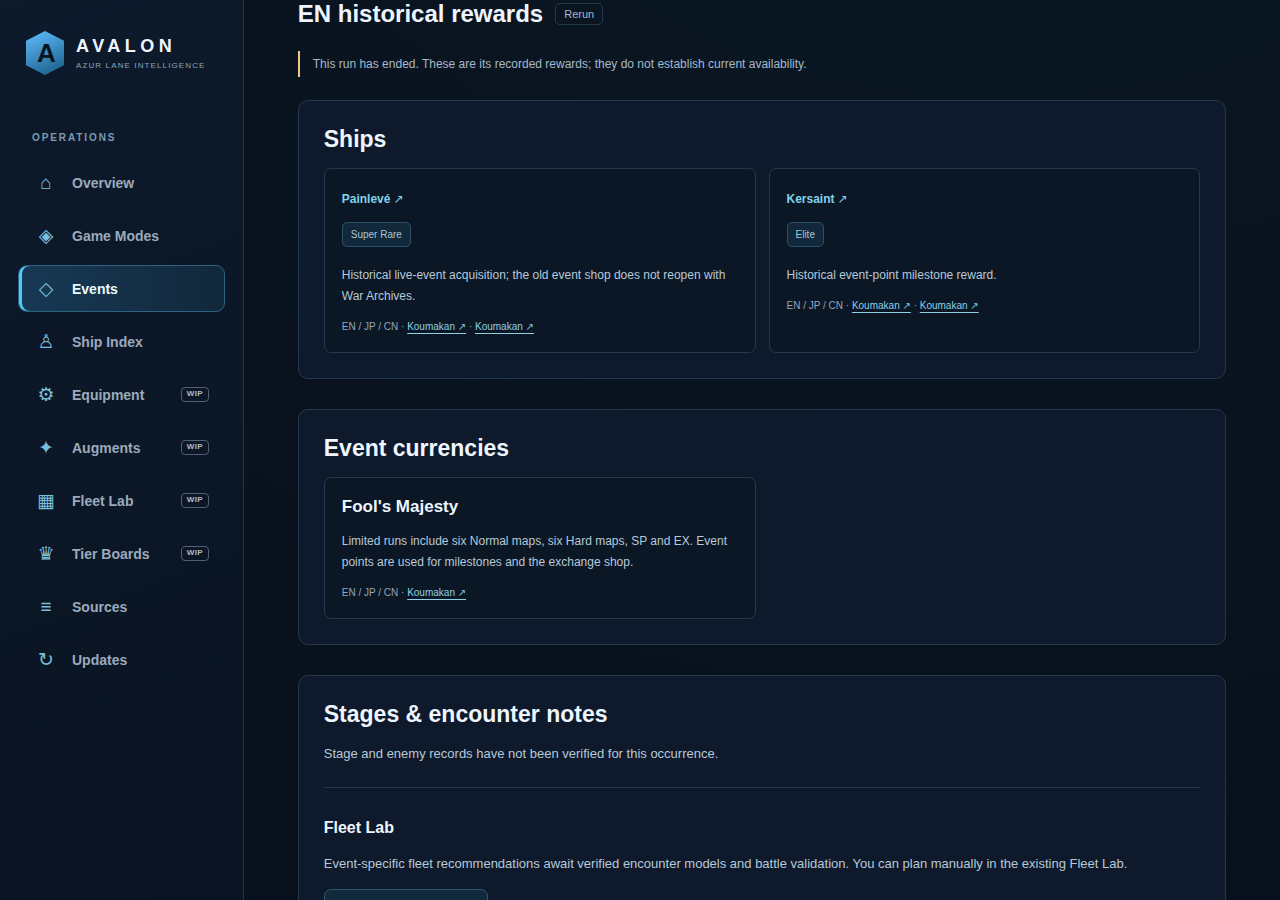 A
AVALON
AZUR LANE INTELLIGENCE
OPERATIONS
Overview
Game Modes
Events
Ship Index
Equipment WIP
Augments WIP
Fleet Lab WIP
Tier Boards WIP
Sources
Updates
EN historical rewards Rerun
This run has ended. These are its recorded rewards; they do not establish current availability.
Ships
Painlevé ↗
Super Rare
Historical live-event acquisition; the old event shop does not reopen with
War Archives.
EN / JP / CN · Koumakan ↗ · Koumakan ↗
Kersaint ↗
Elite
Historical event-point milestone reward.
EN / JP / CN · Koumakan ↗ · Koumakan ↗
Event currencies
Fool's Majesty
Limited runs include six Normal maps, six Hard maps, SP and EX. Event
points are used for milestones and the exchange shop.
EN / JP / CN · Koumakan ↗
Stages & encounter notes
Stage and enemy records have not been verified for this occurrence.
Fleet Lab
Event-specific fleet recommendations await verified encounter models and battle validation. You can plan manually in the existing Fleet Lab.